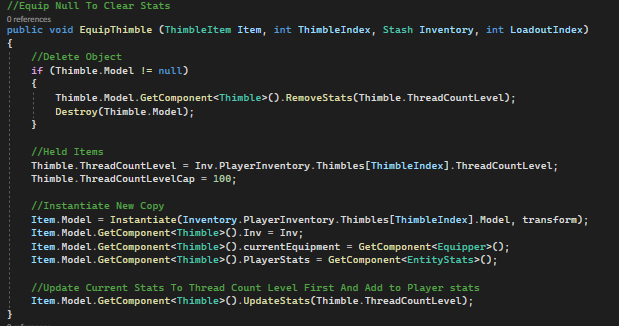 //Equip Null To Clear Stats
0 references
public void EquipThimble (ThimbleItem Item, int ThimbleIndex, Stash Inventory, int LoadoutIndex)
{
//Delete Object
if (Thimble.Model != null)
{
Thimble.Model.GetComponent<Thimble>().RemoveStats(Thimble.ThreadCountLevel);
Destroy(Thimble.Model);
}
//Held Items
Thimble.ThreadCountLevel = Inv.PlayerInventory.Thimbles[ThimbleIndex].ThreadCountLevel;
Thimble.ThreadCountLevelCap = 100;
//Instantiate New Copy
Item.Model = Instantiate(Inventory.PlayerInventory.Thimbles[ThimbleIndex].Model, transform);
Item.Model.GetComponent<Thimble>().Inv = Inv;
Item.Model.GetComponent<Thimble>().currentEquipment = GetComponent<Equipper>();
Item.Model.GetComponent<Thimble>().PlayerStats = GetComponent<EntityStats>();
//Update Current Stats To Thread Count Level First And Add to Player stats
Item.Model.GetComponent<Thimble>().UpdateStats(Thimble.ThreadCountLevel);
}